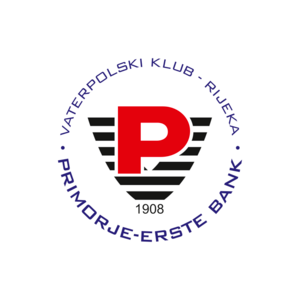 VATERPOLSKI KLUB - RIJEKA
P
1908
• PRIMORJE-ERSTE BANK •